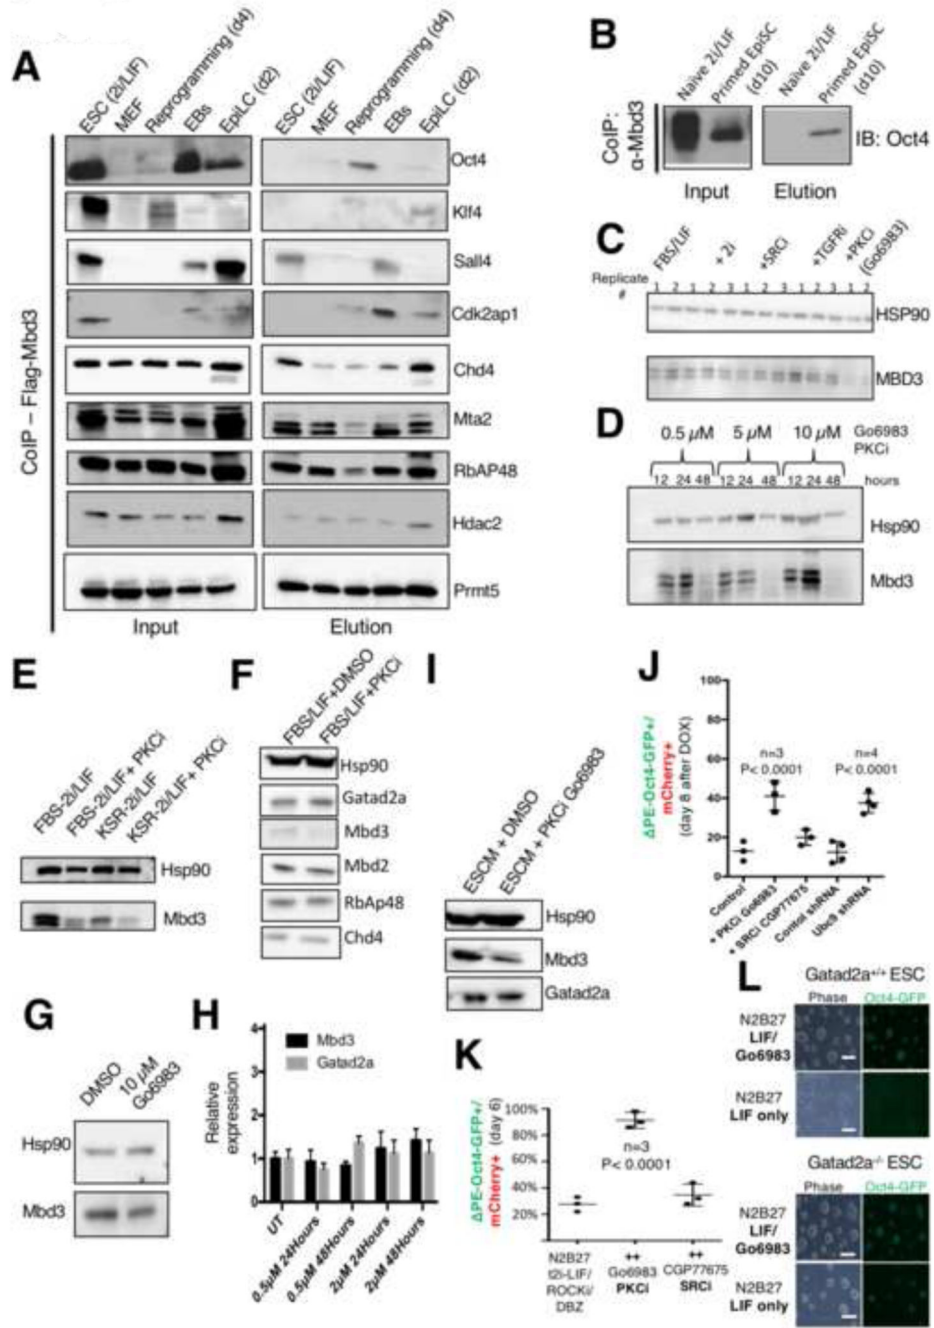 A
ESC (2i/LIF)
MEF
Reprogramming (d4)
EBs
EpiLC (d2)
ESC (2i/LIF)
MEF
Reprogramming (d4)
EBs
EpiLC (d2)
CoIP – Flag-Mbd3
Oct4
Klf4
Sall4
Cdk2ap1
Chd4
Mta2
RbAP48
Hdac2
Prmt5
Input
Elution
B
Naïve 2i/LIF
Primed EpiSC
(d10)
Naïve 2i/LIF
Primed EpiSC
(d10)
CoIP:
α-Mbd3
IB: Oct4
Input
Elution
C
FBS/LIF
+ 2i
+SRCi
+TGFRi
+PKCi
(Go6983)
Replicate
#
1 2 1 2 3 1 2 3 1 2 3 1 2
HSP90
MBD3
D
0.5 µM
5 µM
10 µM
Go6983
PKCi
12 24 48
12 24 48
12 24 48
hours
Hsp90
Mbd3
E
FBS-2i/LIF
FBS-2i/LIF+ PKCi
KSR-2i/LIF
KSR-2i/LIF+ PKCi
Hsp90
Mbd3
F
FBS/LIF+DMSO
FBS/LIF+PKCi
Hsp90
Gatad2a
Mbd3
Mbd2
RbAp48
Chd4
I
ESCM + DMSO
ESCM + PKCi Go6983
Hsp90
Mbd3
Gatad2a
J
ΔPE-Oct4-GFP+/
mCherry+
(day 8 after DOX)
100
80
60
40
20
0
n=3
P< 0.0001
n=4
P< 0.0001
Control
+ PKCi Go6983
+ SRCi CGP77675
Contol shRNA
Ubc9 shRNA
G
DMSO
10 µM
Go6983
Hsp90
Mbd3
H
Relative
expression
4
3
2
1
0
Mbd3
Gatad2a
UT
0.5µM 24Hours
0.5µM 48Hours
2µM 24Hours
2µM 48Hours
K
ΔPE-Oct4-GFP+/
mCherry+ (day 6)
100%
80%
60%
40%
20%
n=3
P< 0.0001
N2B27
t2i-LIF/
ROCKi/
DBZ
++
Go6983
PKCi
++
CGP77675
SRCi
L
Gatad2a+/+ ESC
Phase
Oct4-GFP
N2B27
LIF/
Go6983
N2B27
LIF only
Gatad2a-/- ESC
Phase
Oct4-GFP
N2B27
LIF/
Go6983
N2B27
LIF only